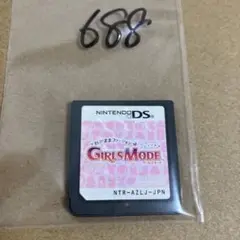 688
NINTENDO DS
GIRLS MODE
NTR-AZLJ-JPN